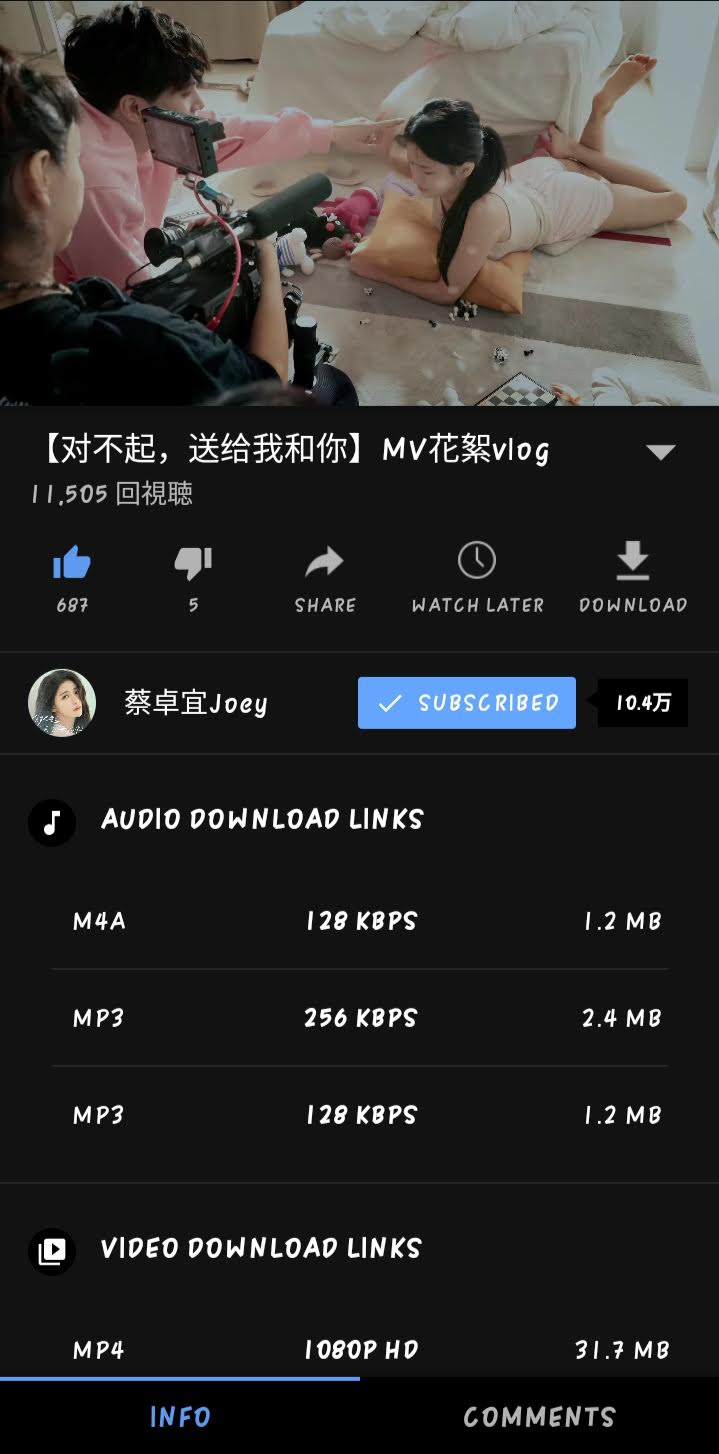 【对不起，送给我和你】MV花絮vlog
11,505 回視聴
687
5
SHARE
WATCH LATER
DOWNLOAD
蔡卓宜Joey
SUBSCRIBED
10.4万
AUDIO DOWNLOAD LINKS
M4A 128 KBPS 1.2 MB
MP3 256 KBPS 2.4 MB
MP3 128 KBPS 1.2 MB
VIDEO DOWNLOAD LINKS
MP4 1080P HD 31.7 MB
INFO
COMMENTS